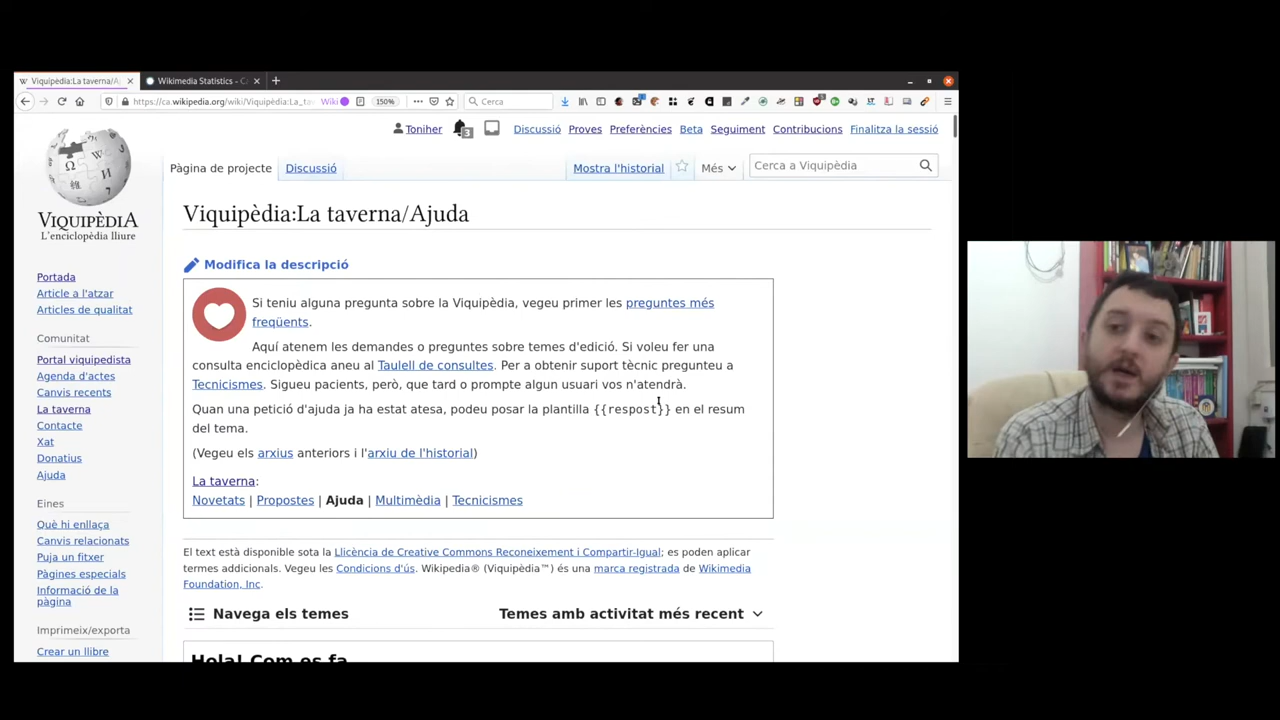 Viquipèdia:La taverna/Aj
Wikimedia Statistics - C
https://ca.wikipedia.org/wiki/Viquipèdia:La_tav
Wiki
150%
Cerca
Toniher
3
Discussió
Proves
Preferències
Beta
Seguiment
Contribucions
Finalitza la sessió
Pàgina de projecte
Discussió
Mostra l'historial
Més
Cerca a Viquipèdia
VIQUIPÈDIA
L'enciclopèdia lliure
Portada
Article a l'atzar
Articles de qualitat
Comunitat
Portal viquipedista
Agenda d'actes
Canvis recents
La taverna
Contacte
Xat
Donatius
Ajuda
Eines
Què hi enllaça
Canvis relacionats
Puja un fitxer
Pàgines especials
Informació de la
pàgina
Imprimeix/exporta
Crear un llibre
Viquipèdia:La taverna/Ajuda
Modifica la descripció
Si teniu alguna pregunta sobre la Viquipèdia, vegeu primer les preguntes més
freqüents.
Aquí atenem les demandes o preguntes sobre temes d'edició. Si voleu fer una
consulta enciclopèdica aneu al Taulell de consultes. Per a obtenir suport tècnic pregunteu a
Tecnicismes. Sigueu pacients, però, que tard o prompte algun usuari vos n'atendrà.
Quan una petició d'ajuda ja ha estat atesa, podeu posar la plantilla {{respost}} en el resum
del tema.
(Vegeu els arxius anteriors i l'arxiu de l'historial)
La taverna:
Novetats | Propostes | Ajuda | Multimèdia | Tecnicismes
El text està disponible sota la Llicència de Creative Commons Reconeixement i Compartir-Igual; es poden aplicar
termes addicionals. Vegeu les Condicions d'ús. Wikipedia® (Viquipèdia™) és una marca registrada de Wikimedia
Foundation, Inc.
Navega els temes
Temes amb activitat més recent
Hola! Com es fa